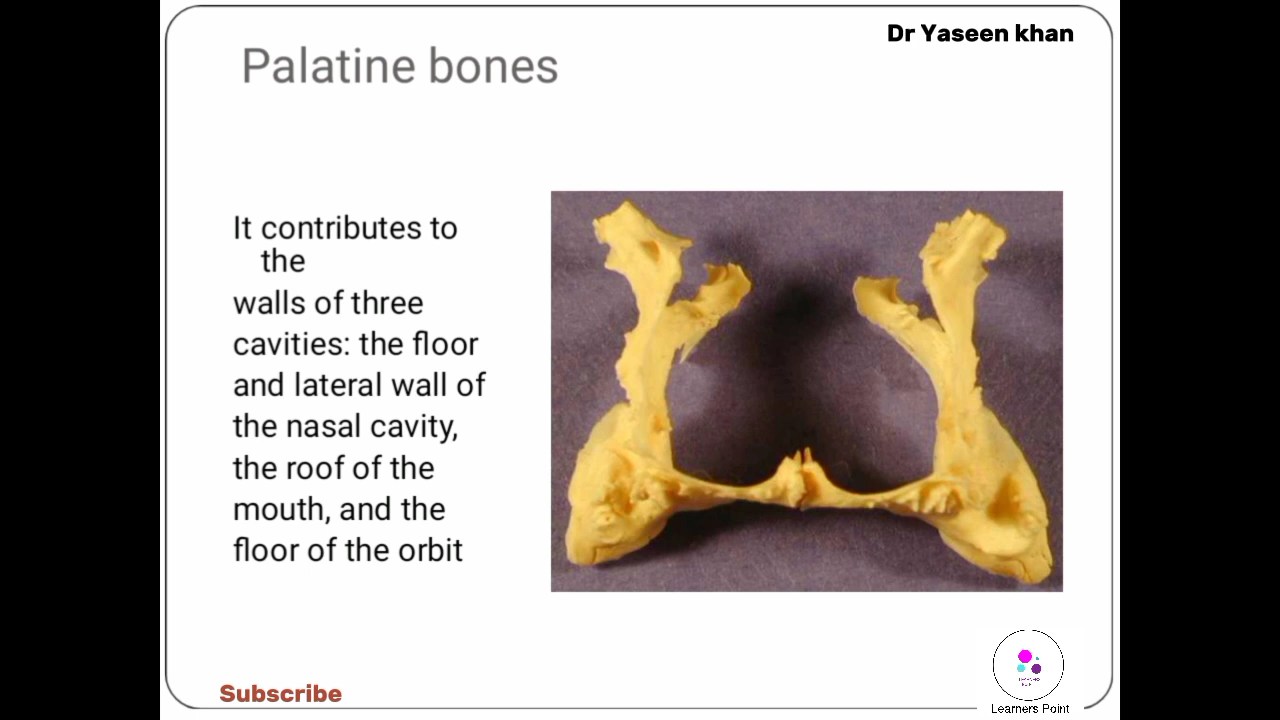 Dr Yaseen khan
Palatine bones
It contributes to
the
walls of three
cavities: the floor
and lateral wall of
the nasal cavity,
the roof of the
mouth, and the
floor of the orbit
Subscribe
Learners Point